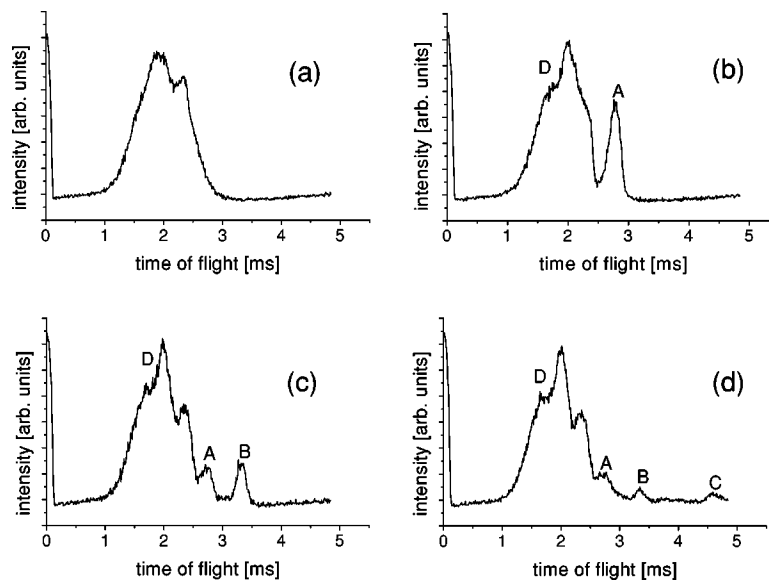 (a)
intensity [arb. units]
0 1 2 3 4 5
time of flight [ms]
(b)
D
A
intensity [arb. units]
0 1 2 3 4 5
time of flight [ms]
(c)
D
A
B
intensity [arb. units]
0 1 2 3 4 5
time of flight [ms]
(d)
D
A
B
C
intensity [arb. units]
0 1 2 3 4 5
time of flight [ms]